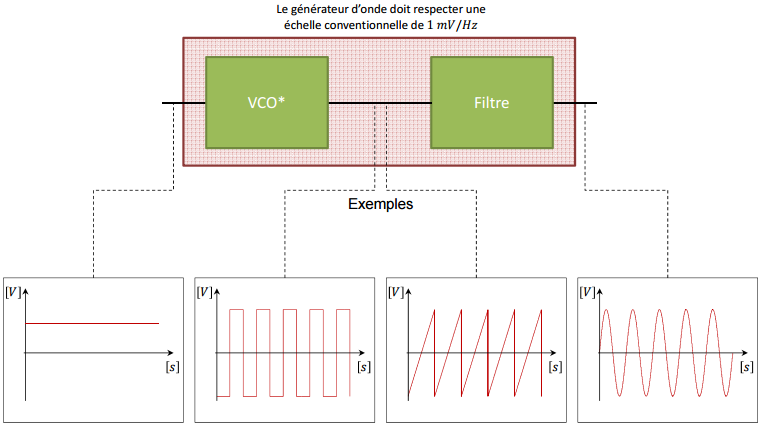 Le générateur d'onde doit respecter une
échelle conventionnelle de 1 mV/Hz
VCO*
Filtre
Exemples
[V]
[s]
[V]
[s]
[V]
[s]
[V]
[s]